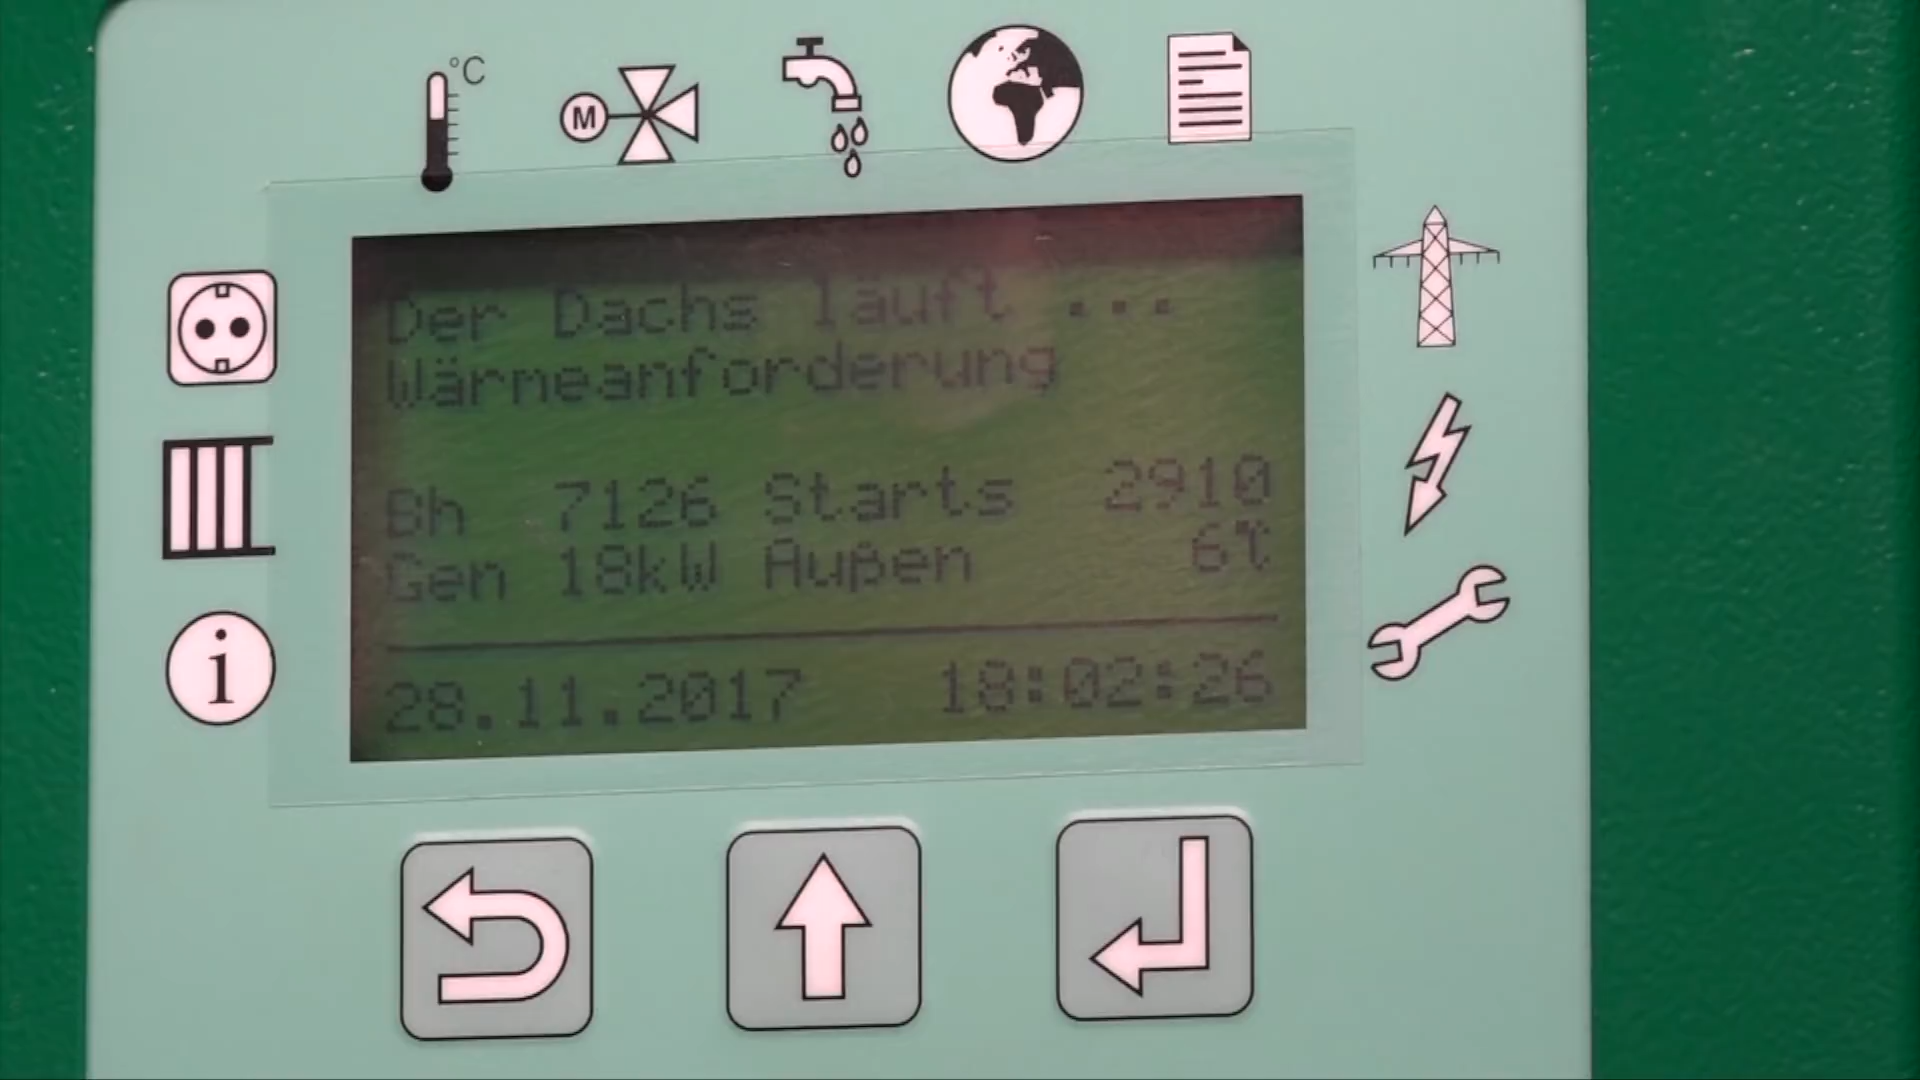 °C
M
Der Dachs läuft ...
Wärmeanforderung
Bh 7126 Starts 2910
Gen 18kW Außen 6℃
28.11.2017 18:02:26
i